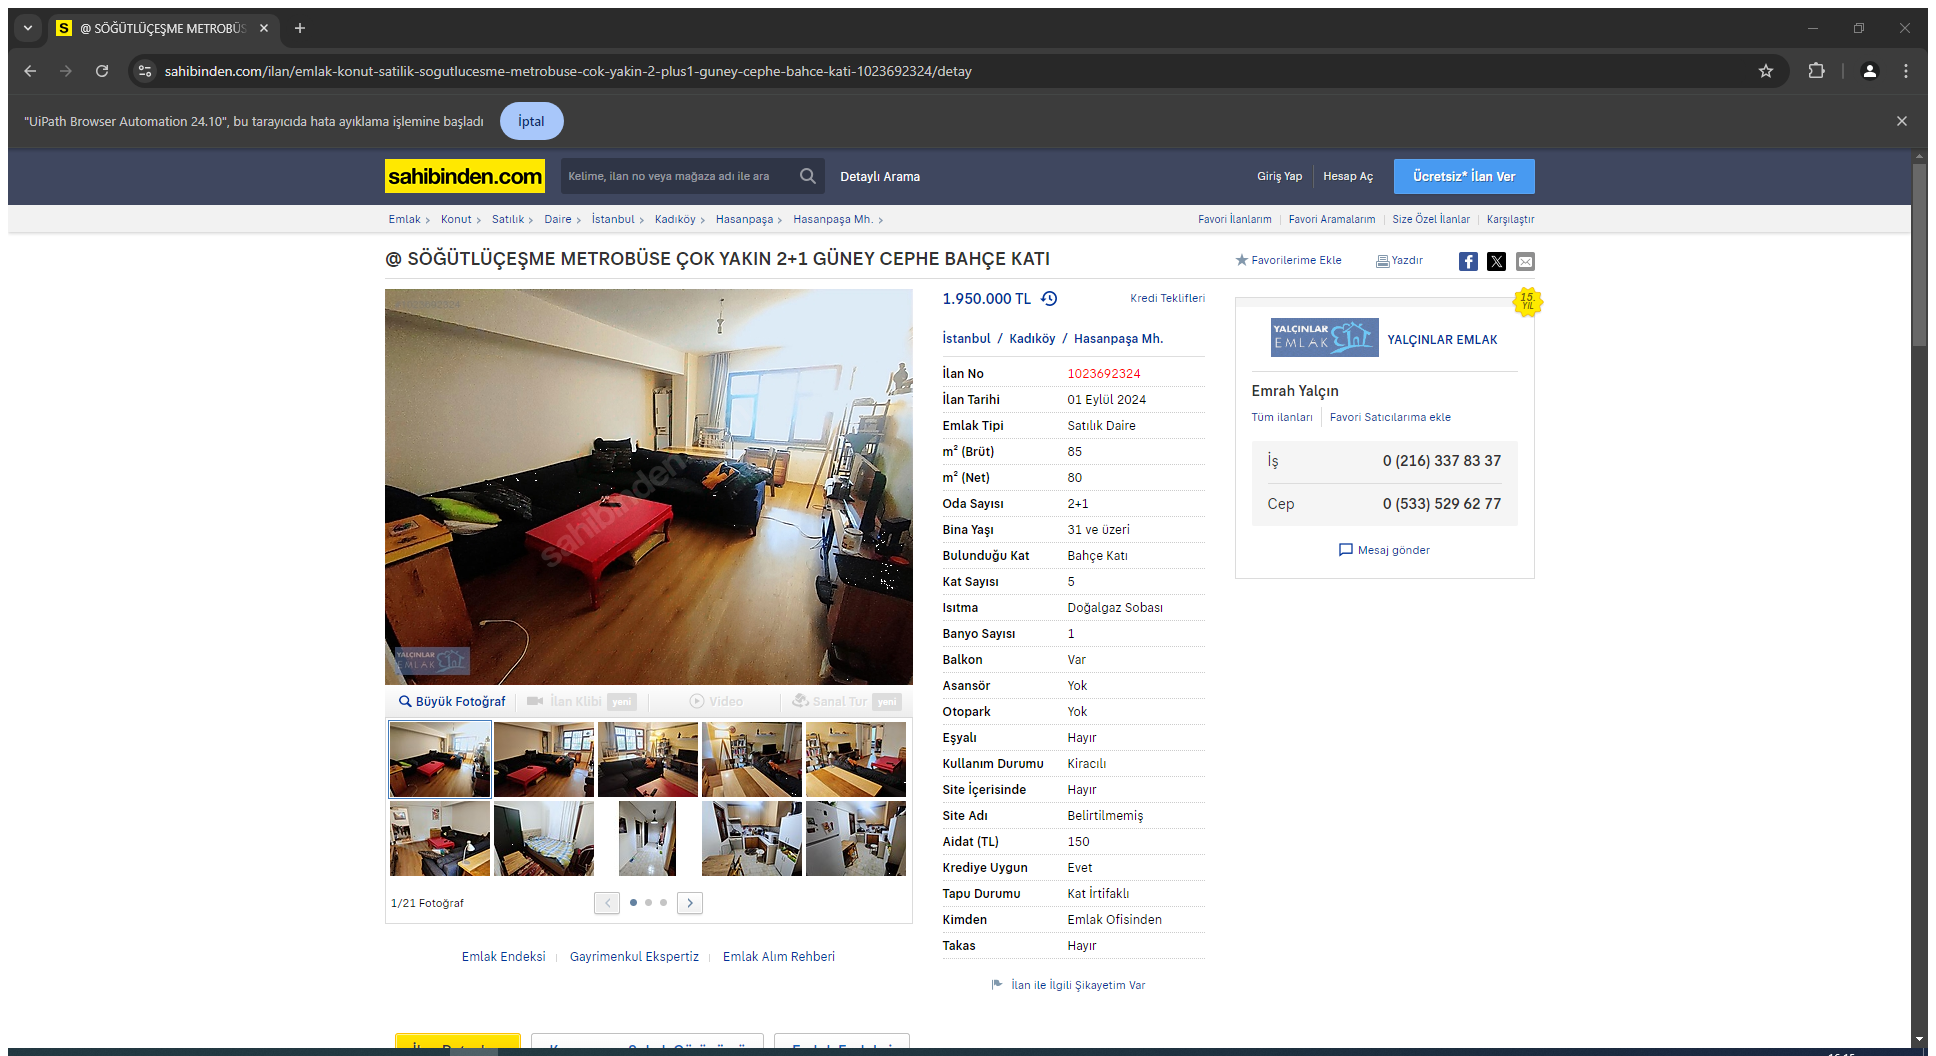 @ SÖĞÜTLÜÇEŞME METROBÜS
sahibinden.com/ilan/emlak-konut-satilik-sogutlucesme-metrobuse-cok-yakin-2-plus1-guney-cephe-bahce-kati-1023692324/detay
"UiPath Browser Automation 24.10", bu tarayıcıda hata ayıklama işlemine başladı İptal
sahibinden.com Kelime, ilan no veya mağaza adı ile ara Detaylı Arama Giriş Yap Hesap Aç Ücretsiz* İlan Ver
Emlak Konut Satılık Daire İstanbul Kadıköy Hasanpaşa Hasanpaşa Mh. Favori İlanlarım Favori Aramalarım Size Özel İlanlar Karşılaştır
@ SÖĞÜTLÜÇEŞME METROBÜSE ÇOK YAKIN 2+1 GÜNEY CEPHE BAHÇE KATI
Favorilerime Ekle Yazdır
sahibinden
YALÇINLAR
EMLAK
Büyük Fotoğraf İlan Klibi yeni Video Sanal Tur yeni
1/21 Fotoğraf
Emlak Endeksi Gayrimenkul Ekspertiz Emlak Alım Rehberi
1.950.000 TL Kredi Teklifleri
İstanbul / Kadıköy / Hasanpaşa Mh.
İlan No 1023692324
İlan Tarihi 01 Eylül 2024
Emlak Tipi Satılık Daire
m² (Brüt) 85
m² (Net) 80
Oda Sayısı 2+1
Bina Yaşı 31 ve üzeri
Bulunduğu Kat Bahçe Katı
Kat Sayısı 5
Isıtma Doğalgaz Sobası
Banyo Sayısı 1
Balkon Var
Asansör Yok
Otopark Yok
Eşyalı Hayır
Kullanım Durumu Kiracılı
Site İçerisinde Hayır
Site Adı Belirtilmemiş
Aidat (TL) 150
Krediye Uygun Evet
Tapu Durumu Kat İrtifaklı
Kimden Emlak Ofisinden
Takas Hayır
İlan ile İlgili Şikayetim Var
15.
YIL
YALÇINLAR
EMLAK
YALÇINLAR EMLAK
Emrah Yalçın
Tüm ilanları Favori Satıcılarıma ekle
İş 0 (216) 337 83 37
Cep 0 (533) 529 62 77
Mesaj gönder